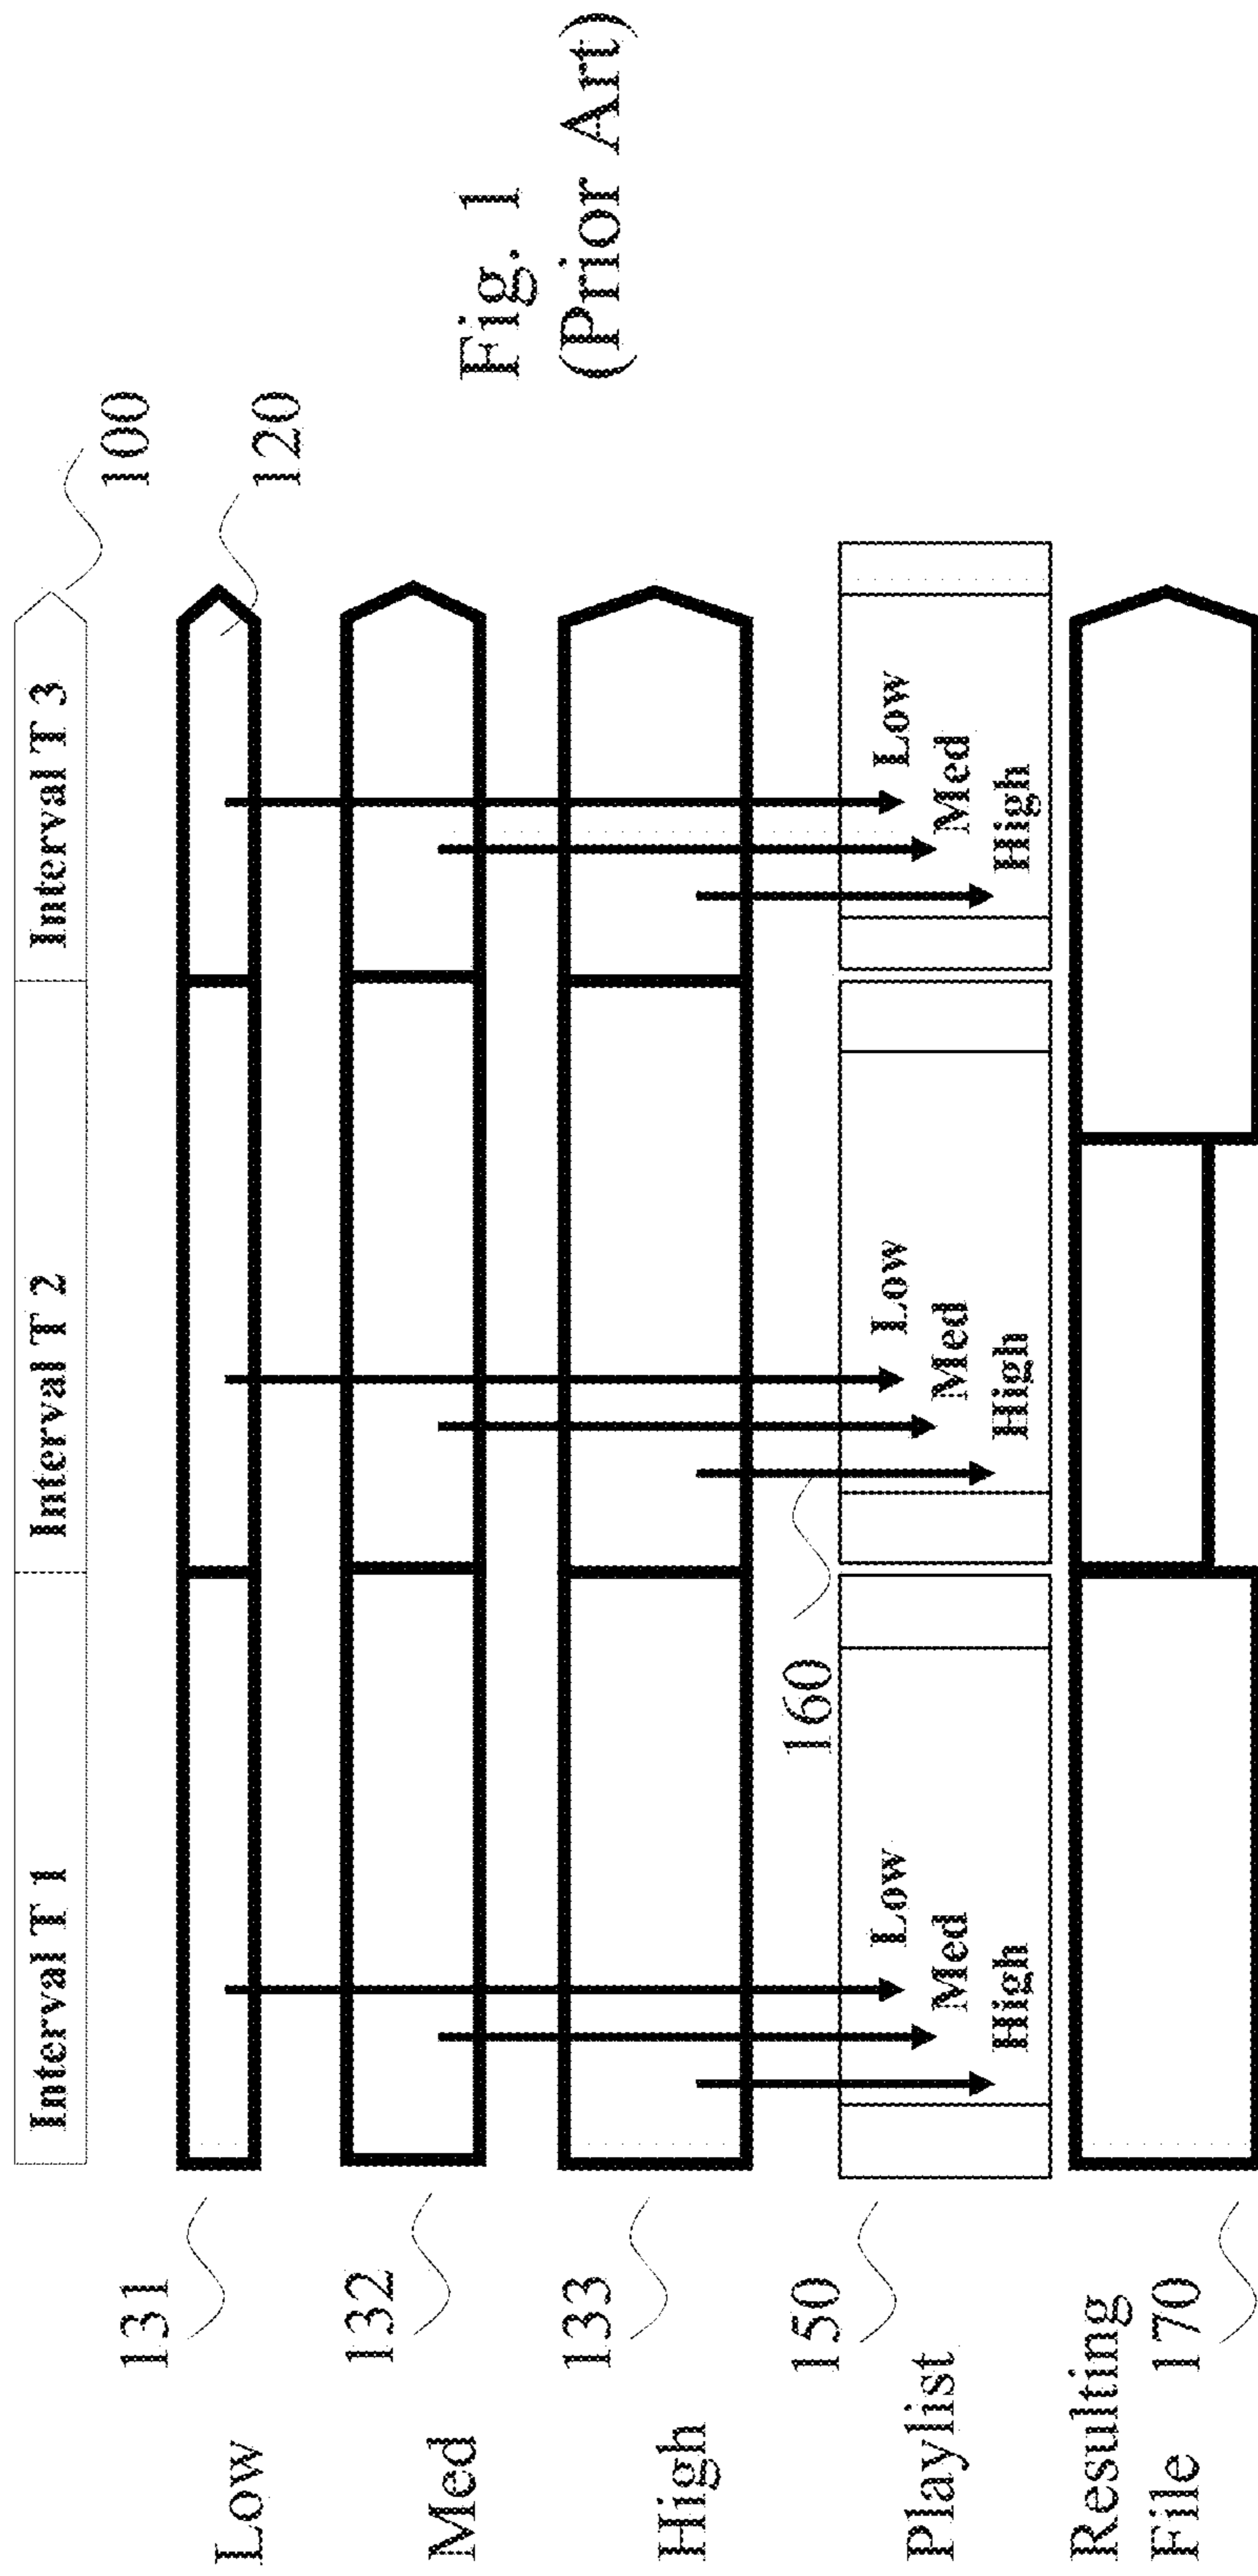 Interval T 1
Interval T 2
Interval T 3
100
120
131
Low
132
Med
133
High
160
150
Playlist
Low
Med
High
Low
Med
High
Low
Med
High
Resulting
File 170
Fig. 1
(Prior Art)